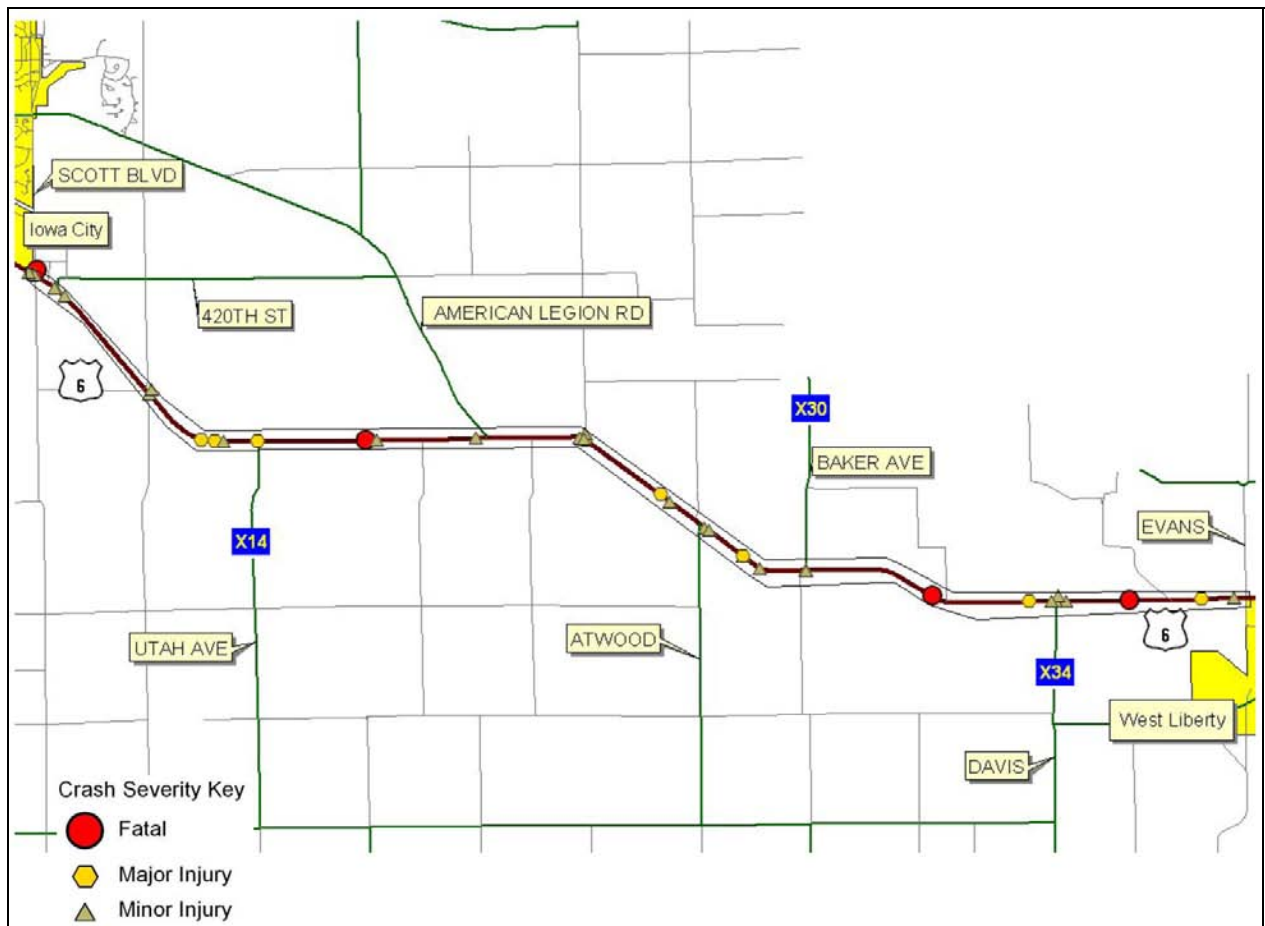 SCOTT BLVD
Iowa City
420TH ST
AMERICAN LEGION RD
6
X30
BAKER AVE
X14
EVANS
UTAH AVE
ATWOOD
6
X34
West Liberty
DAVIS
Crash Severity Key
Fatal
Major Injury
Minor Injury